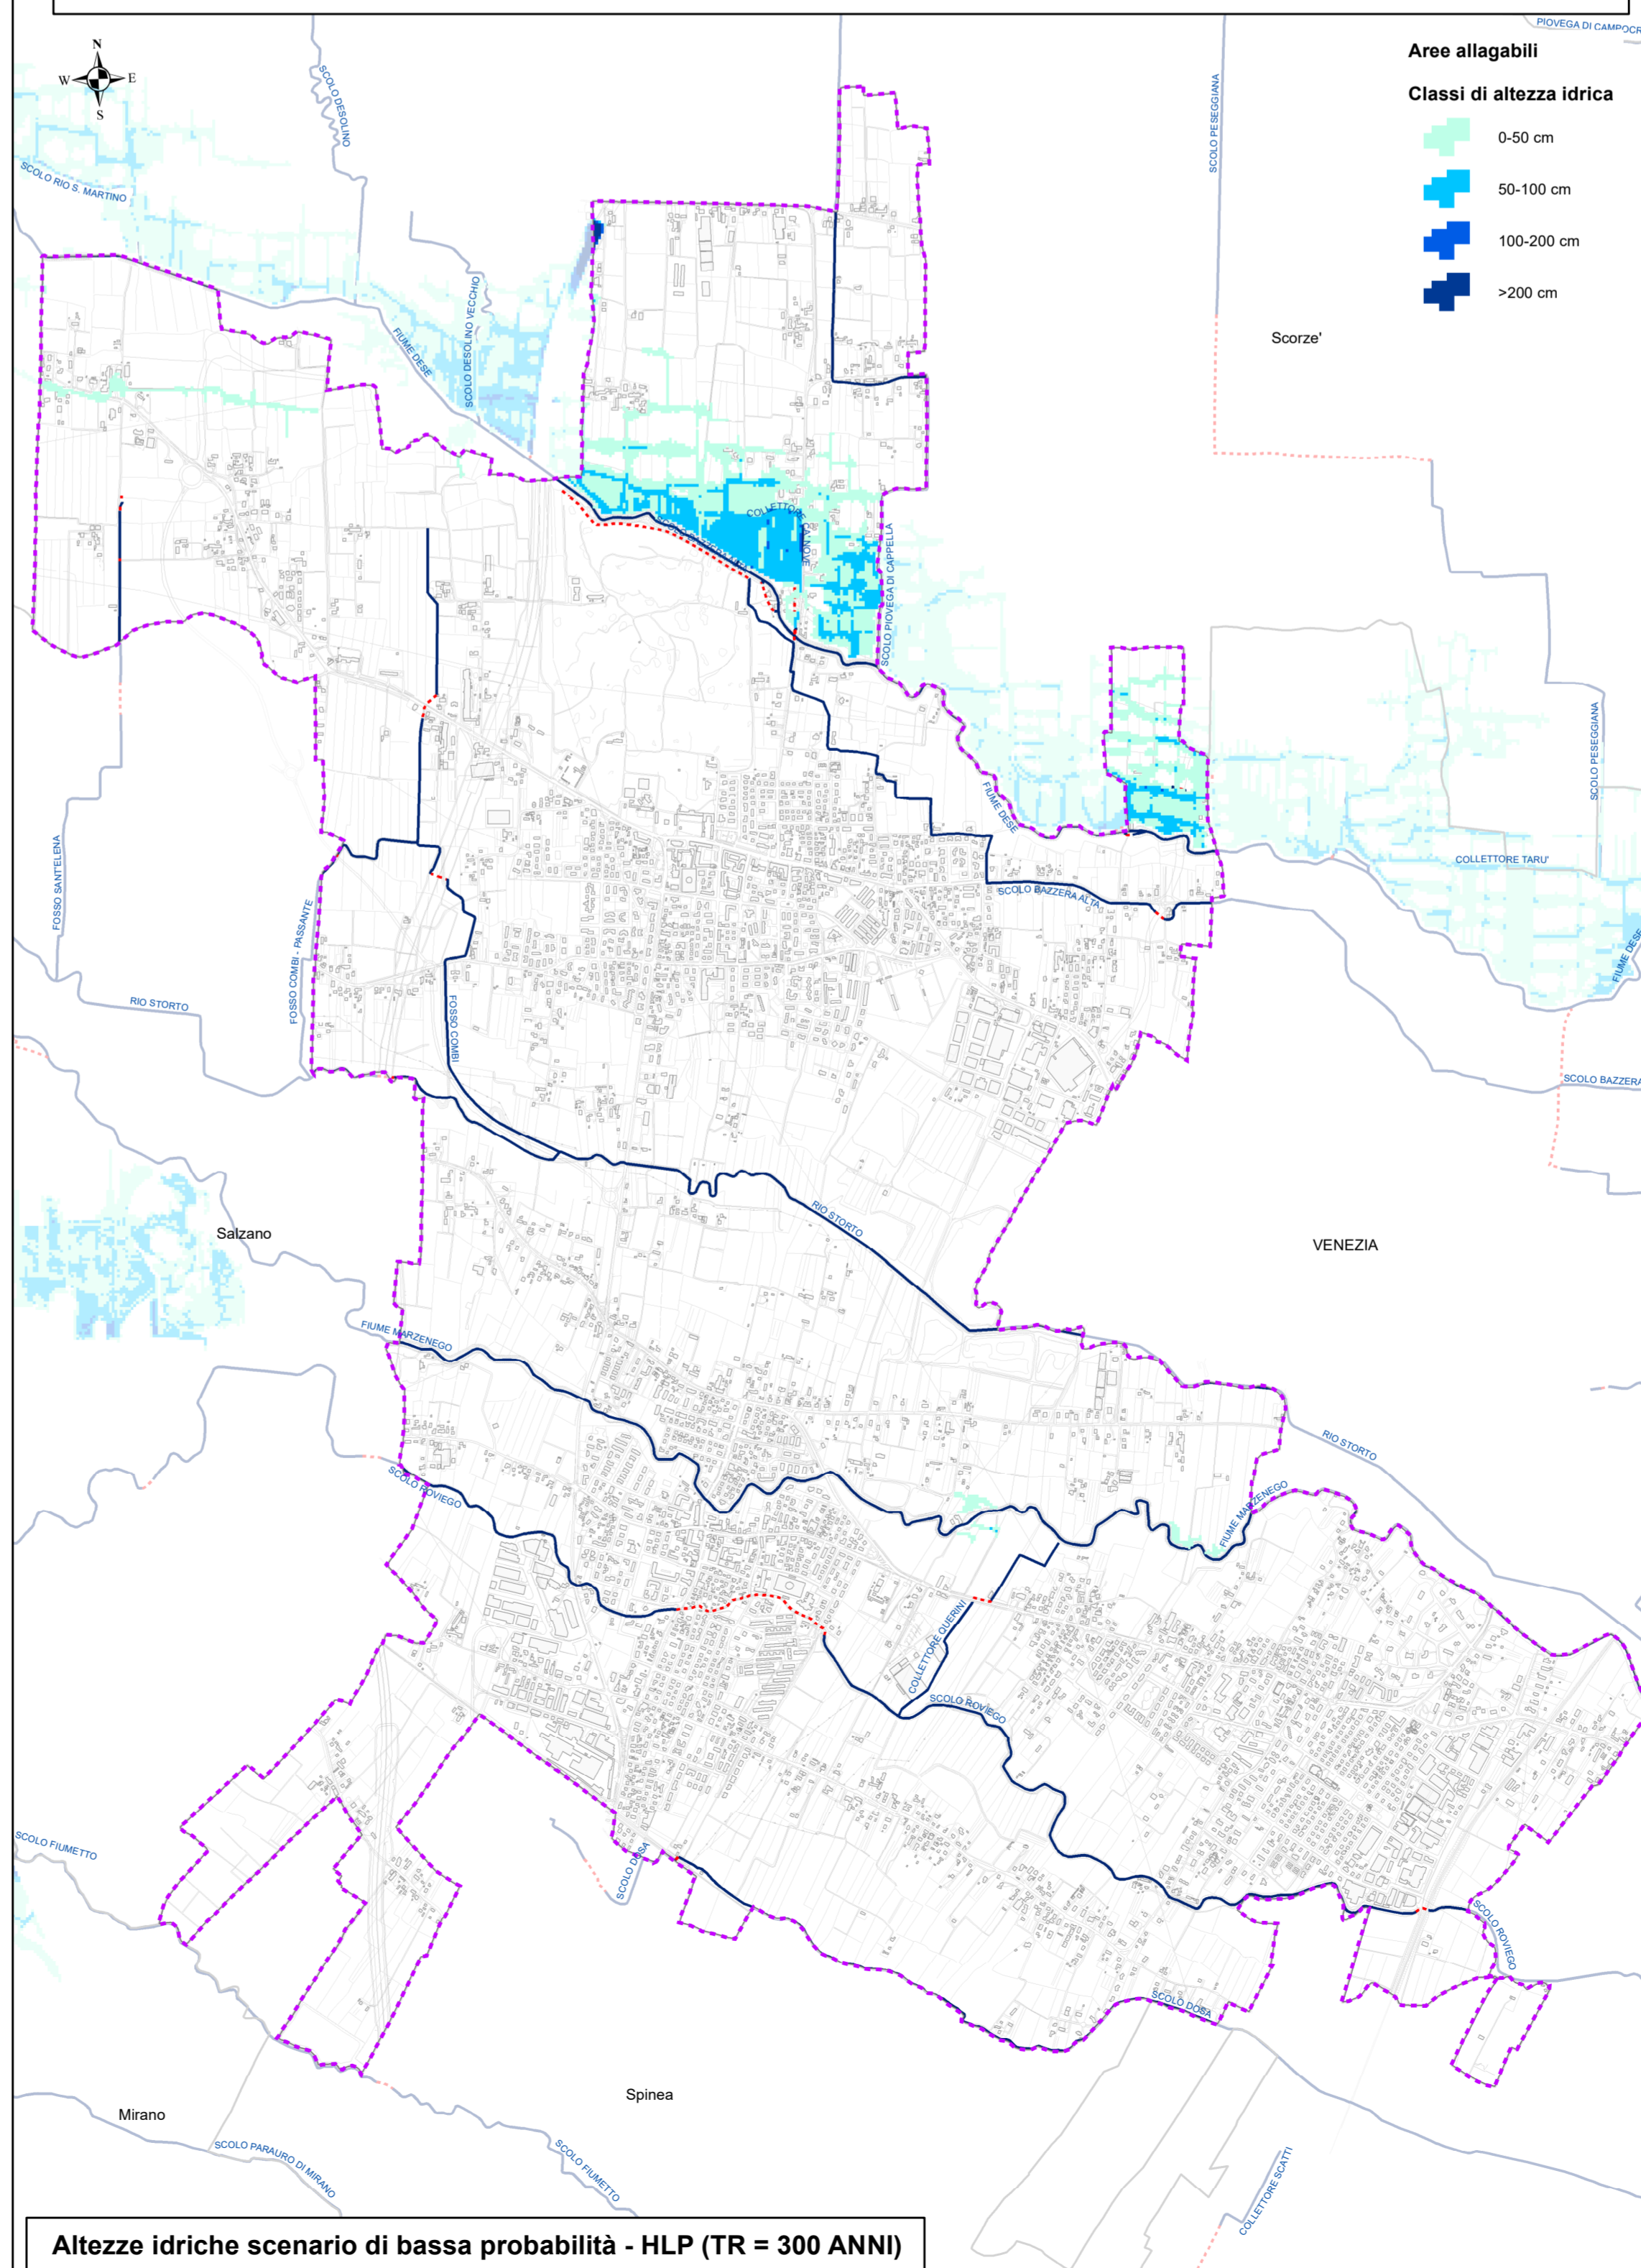 PIOVEGA DI CAMPOCR
Aree allagabili
Classi di altezza idrica
0-50 cm
50-100 cm
100-200 cm
>200 cm
N
W
E
S
SCOLO DESOLINO
SCOLO PESEGGIANA
SCOLO RIO S. MARTINO
SCOLO DESOLINO VECCHIO
FIUME DESE
Scorze'
COLLETTORE CA' NOVE
SCOLO PIOVEGA DI CAPPELLA
SCOLO PESEGGIANA
FIUME DESE
COLLETTORE TARU'
FOSSO SANT'ELENA
SCOLO BAZZERA ALTA
FOSSO COMBI - PASSANTE
FIUME DESE
RIO STORTO
FOSSO COMBI
SCOLO BAZZERA
RIO STORTO
Salzano
VENEZIA
FIUME MARZENEGO
RIO STORTO
SCOLO ROVIEGO
FIUME MARZENEGO
COLLETTORE QUERINI
SCOLO ROVIEGO
SCOLO FIUMETTO
SCOLO DOSA
SCOLO ROVIEGO
SCOLO DOSA
Spinea
Mirano
SCOLO PARAURO DI MIRANO
SCOLO FIUMETTO
COLLETTORE SCATTI
Altezze idriche scenario di bassa probabilità - HLP (TR = 300 ANNI)